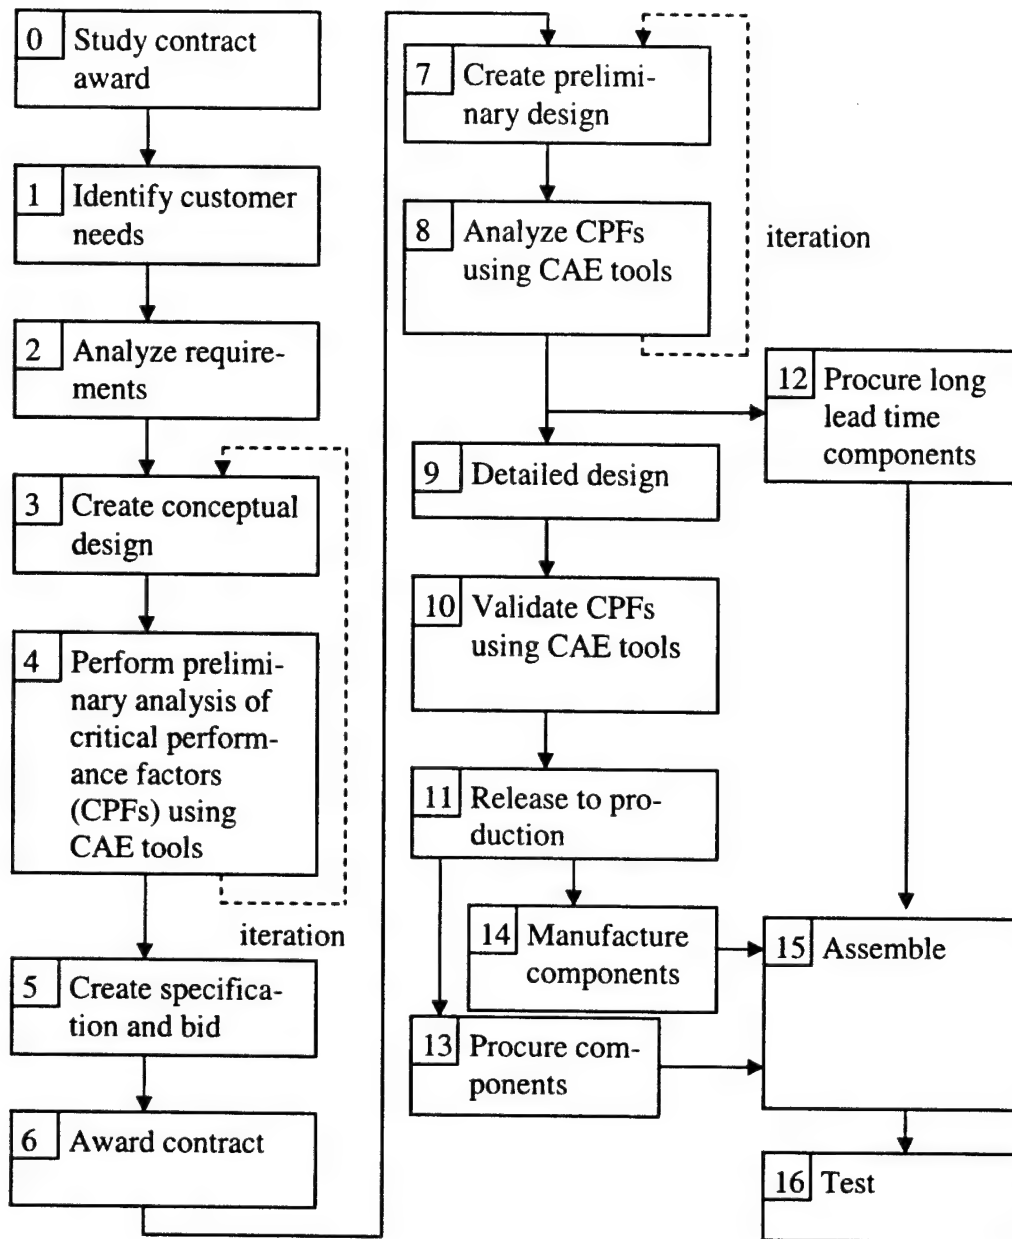 0 Study contract
award
1 Identify customer
needs
2 Analyze require-
ments
3 Create conceptual
design
4 Perform prelimi-
nary analysis of
critical perform-
ance factors
(CPFs) using
CAE tools
iteration
5 Create specifica-
tion and bid
6 Award contract
7 Create prelimi-
nary design
8 Analyze CPFs
using CAE tools
iteration
9 Detailed design
10 Validate CPFs
using CAE tools
11 Release to pro-
duction
12 Procure long
lead time
components
14 Manufacture
components
13 Procure com-
ponents
15 Assemble
16 Test